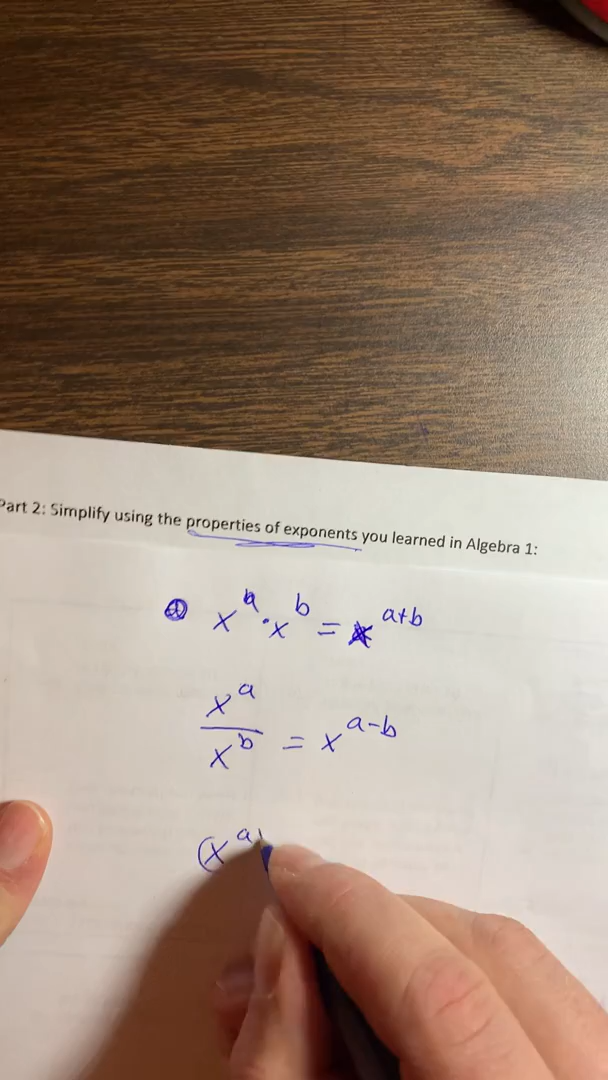 Part 2: Simplify using the properties of exponents you learned in Algebra 1:
x^a · x^b = x^(a+b)
x^a / x^b = x^(a-b)
(x^a